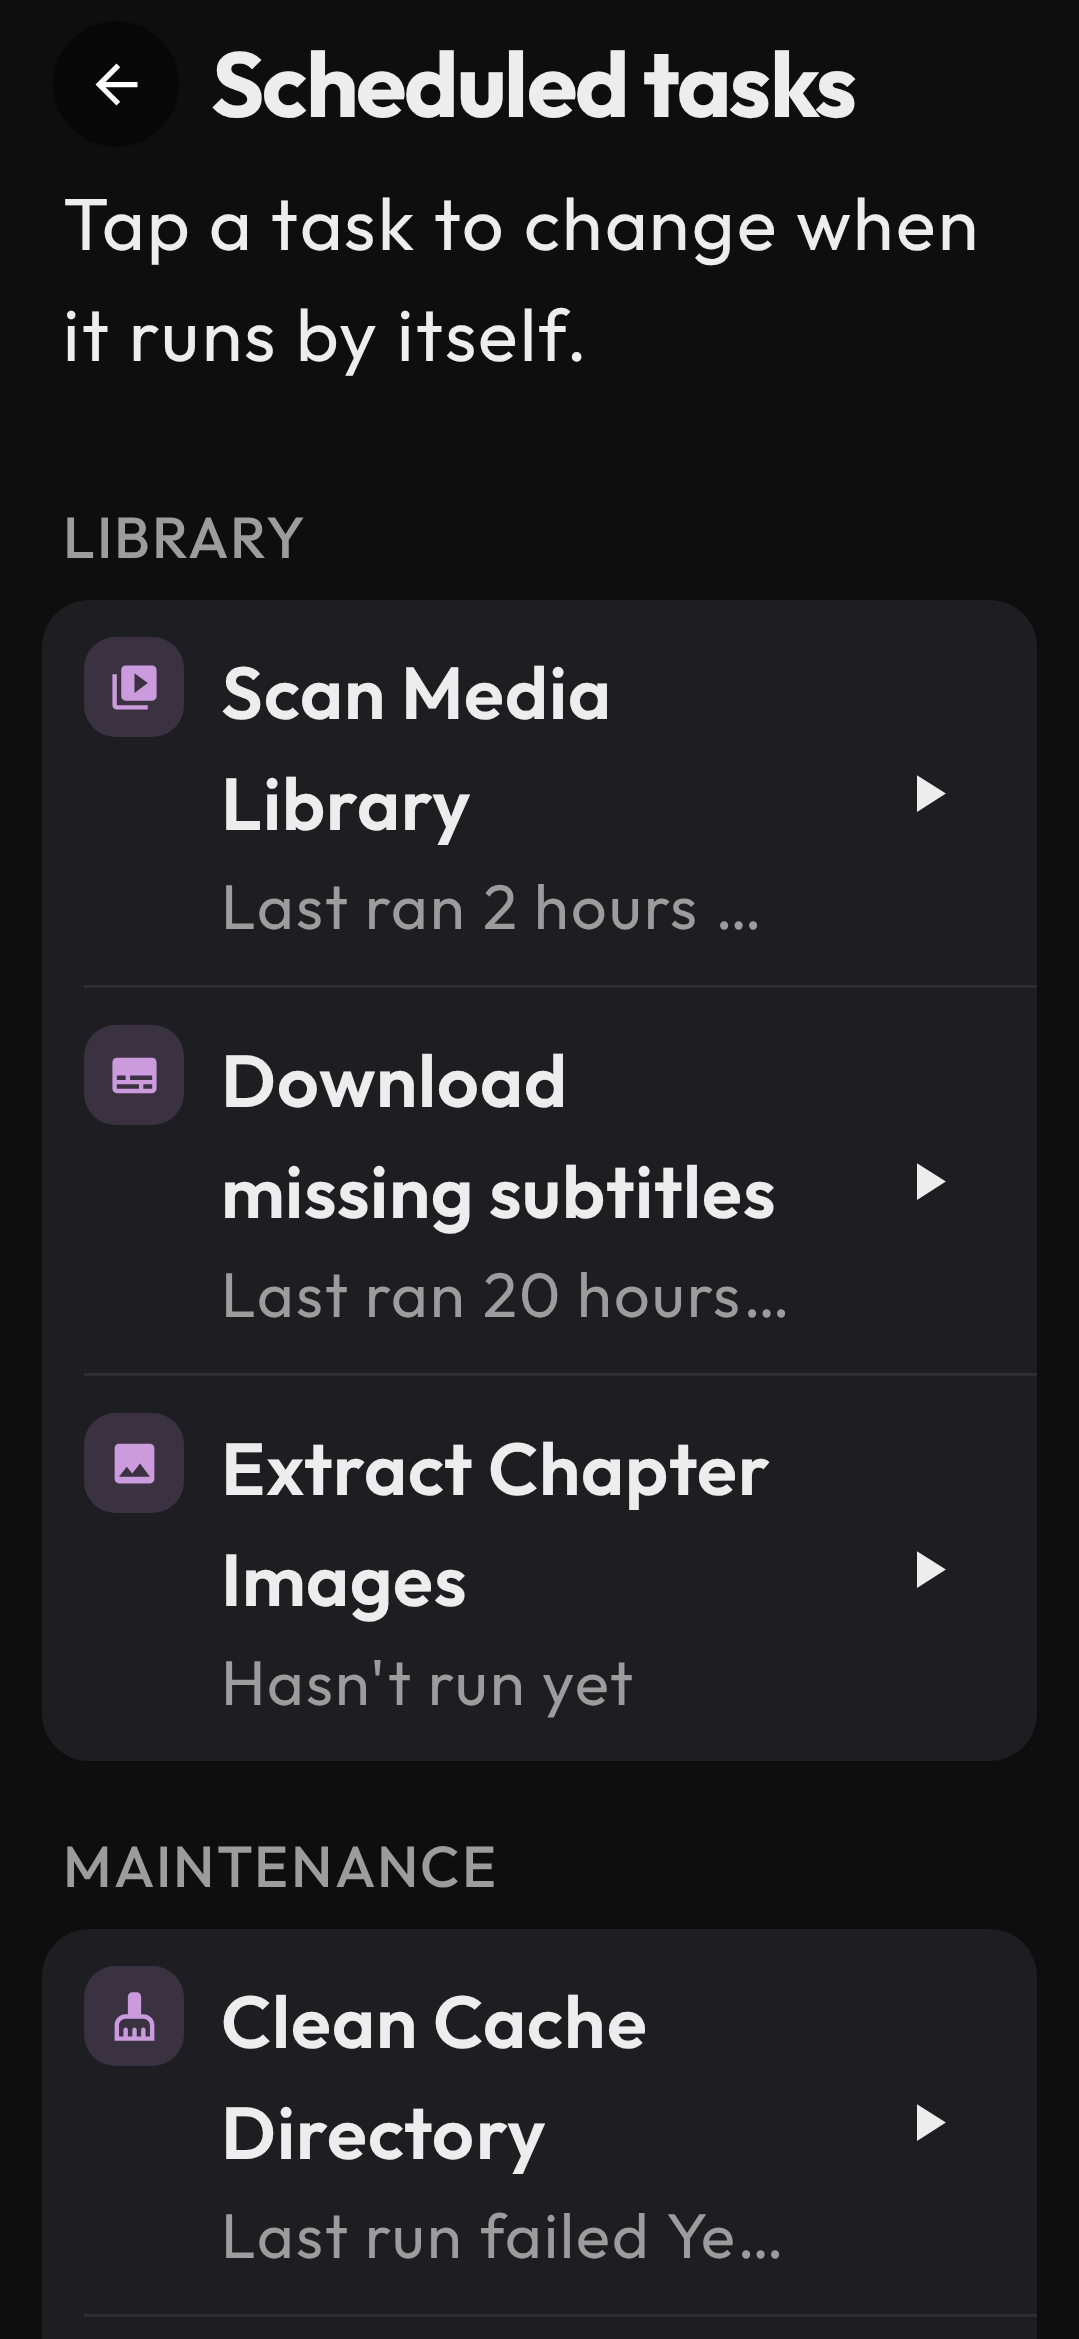 Scheduled tasks
Tap a task to change when
it runs by itself.
LIBRARY
Scan Media
Library
Last ran 2 hours ...
Download
missing subtitles
Last ran 20 hours...
Extract Chapter
Images
Hasn't run yet
MAINTENANCE
Clean Cache
Directory
Last run failed Ye...